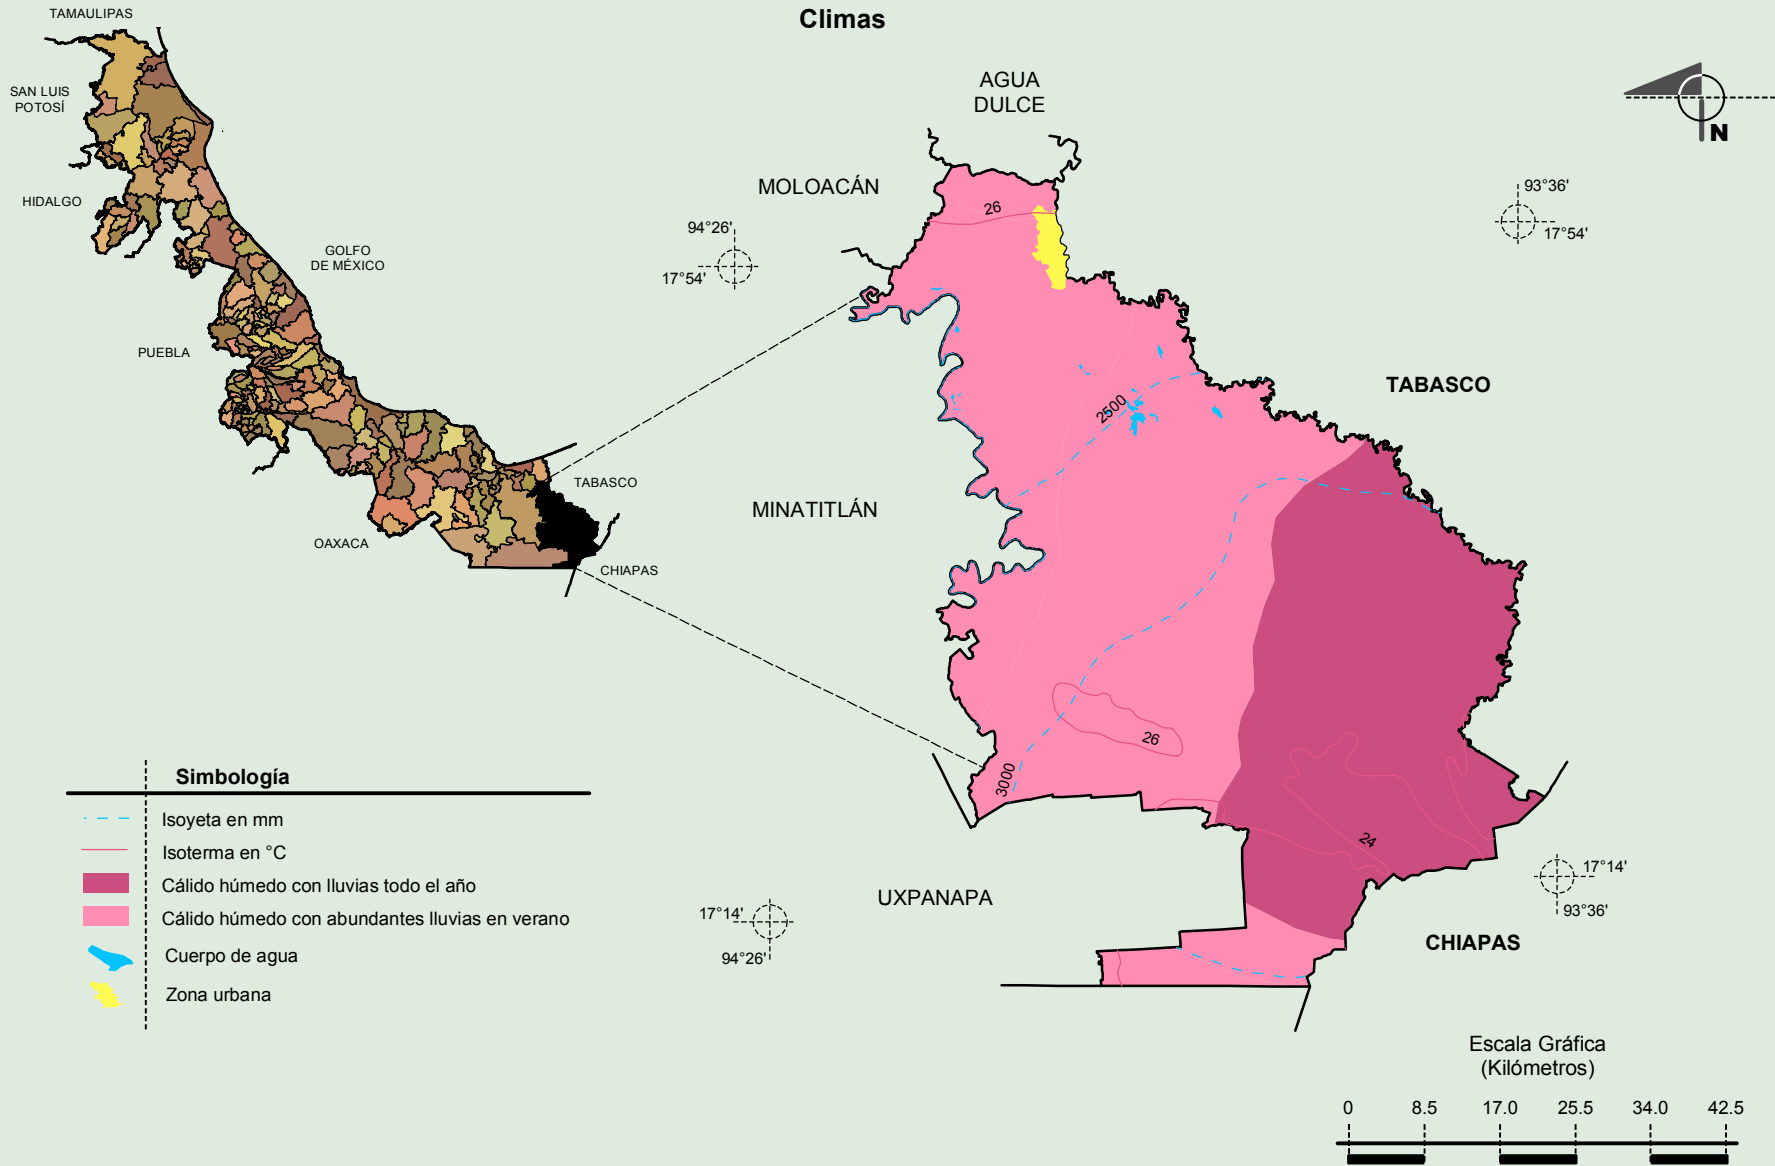 Climas
TAMAULIPAS
SAN LUIS
POTOSÍ
HIDALGO
GOLFO
DE MÉXICO
PUEBLA
OAXACA
TABASCO
CHIAPAS
AGUA
DULCE
MOLOACÁN
N
94°26'
17°54'
93°36'
17°54'
26
2500
TABASCO
MINATITLÁN
26
3000
24
UXPANAPA
17°14'
94°26'
17°14'
93°36'
CHIAPAS
Simbología
Isoyeta en mm
Isoterma en °C
Cálido húmedo con lluvias todo el año
Cálido húmedo con abundantes lluvias en verano
Cuerpo de agua
Zona urbana
Escala Gráfica
(Kilómetros)
0 8.5 17.0 25.5 34.0 42.5